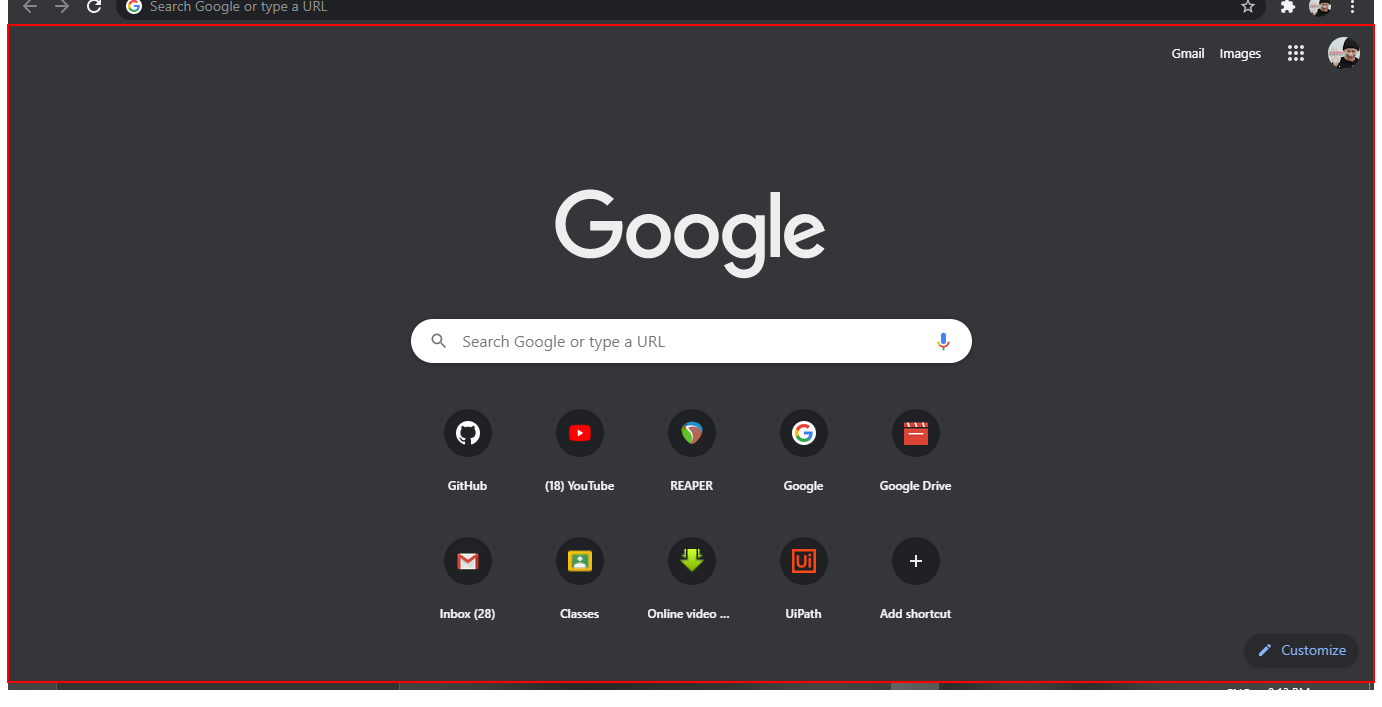 Search Google or type a URL
Gmail Images
Google
Search Google or type a URL
GitHub (18) YouTube REAPER Google Google Drive
Ui
Inbox (28) Classes Online video ... UiPath Add shortcut
Customize